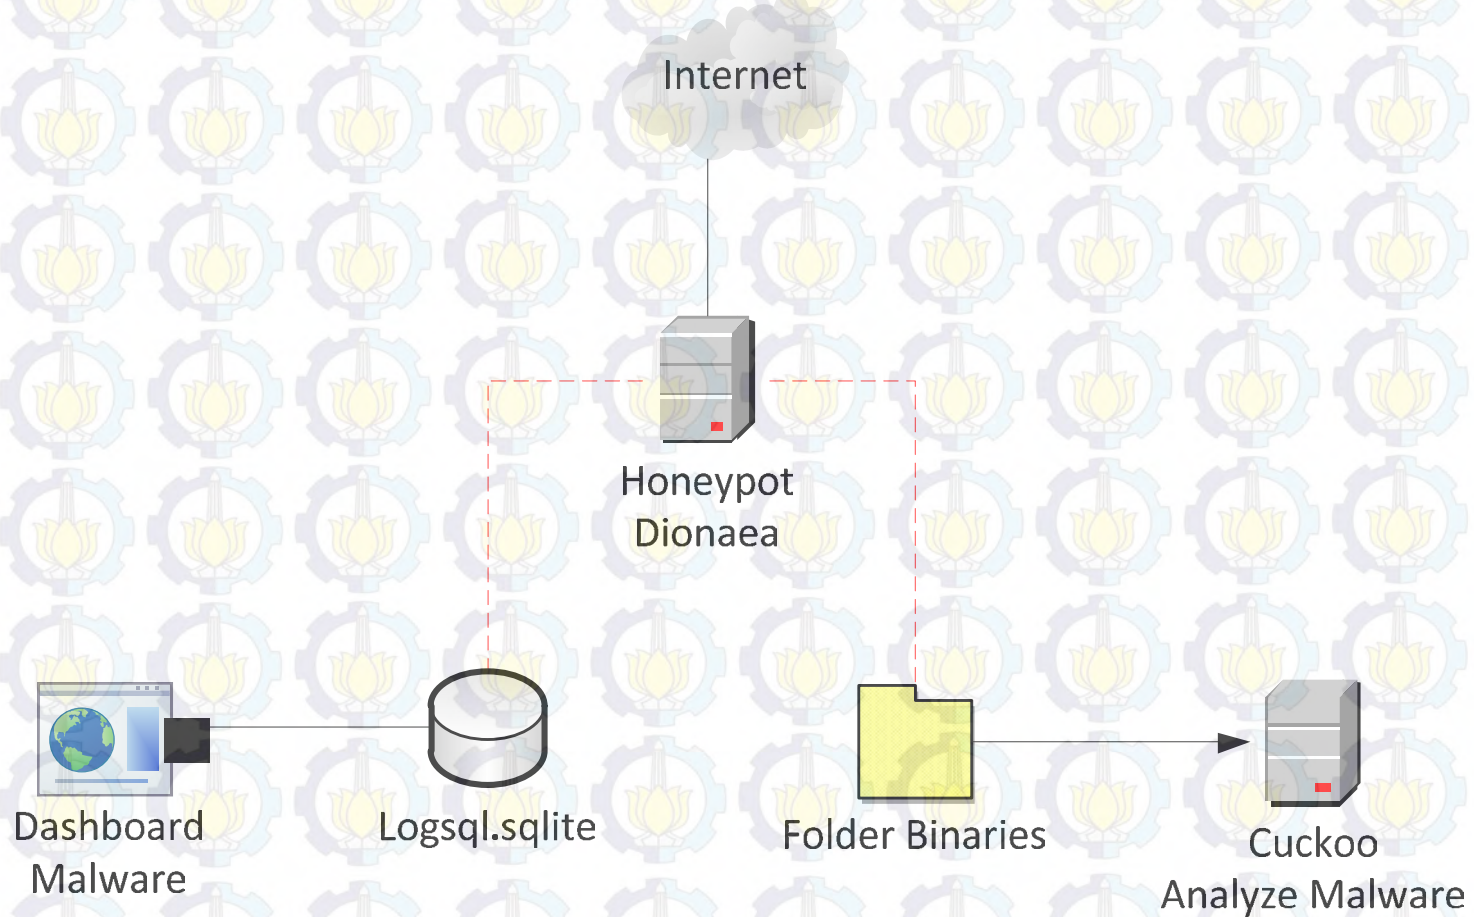 Internet
Honeypot
Dionaea
Dashboard
Malware
Logsql.sqlite
Folder Binaries
Cuckoo
Analyze Malware